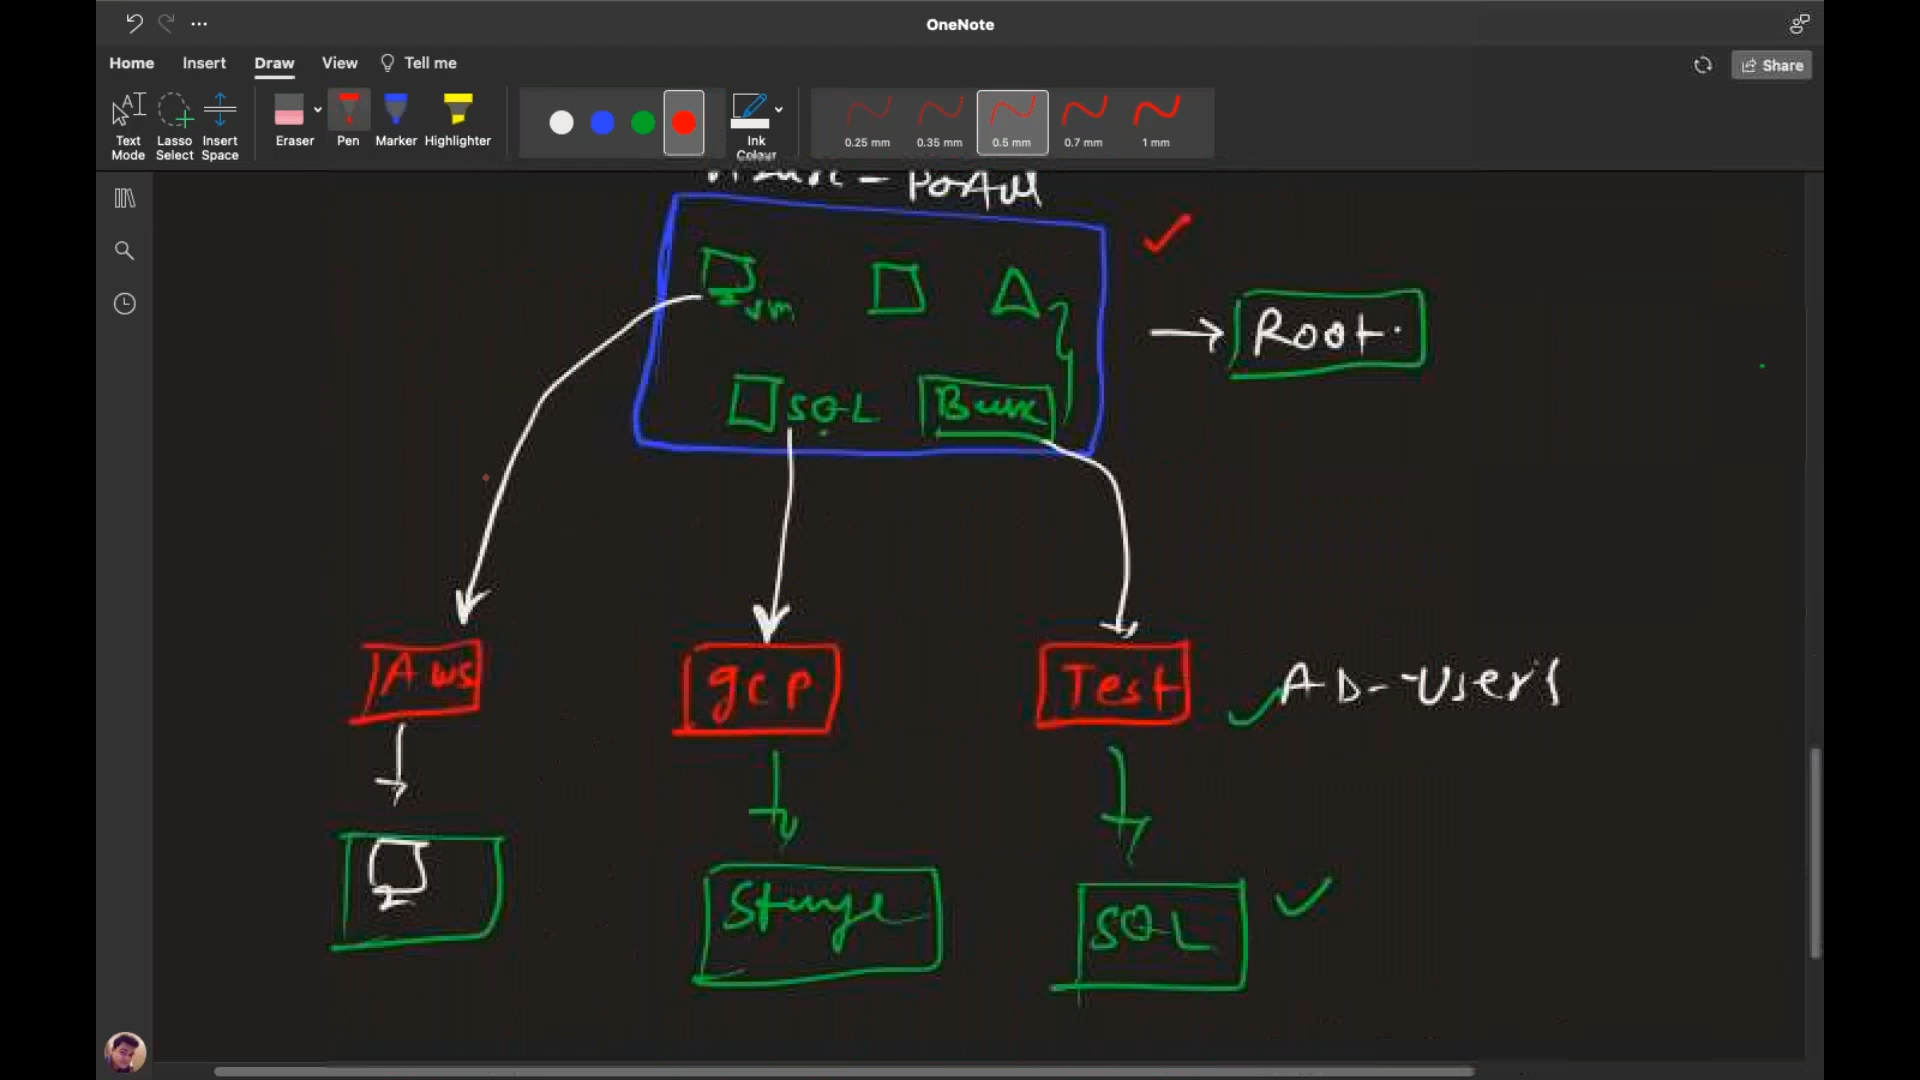 OneNote
Home Insert Draw View Tell me
Share
Text Mode
Lasso Select
Insert Space
Eraser
Pen
Marker
Highlighter
Ink Colour
0.25 mm
0.35 mm
0.5 mm
0.7 mm
1 mm
vm
Root.
SQL
Aws
gcp
Test
AD-Users
SQL